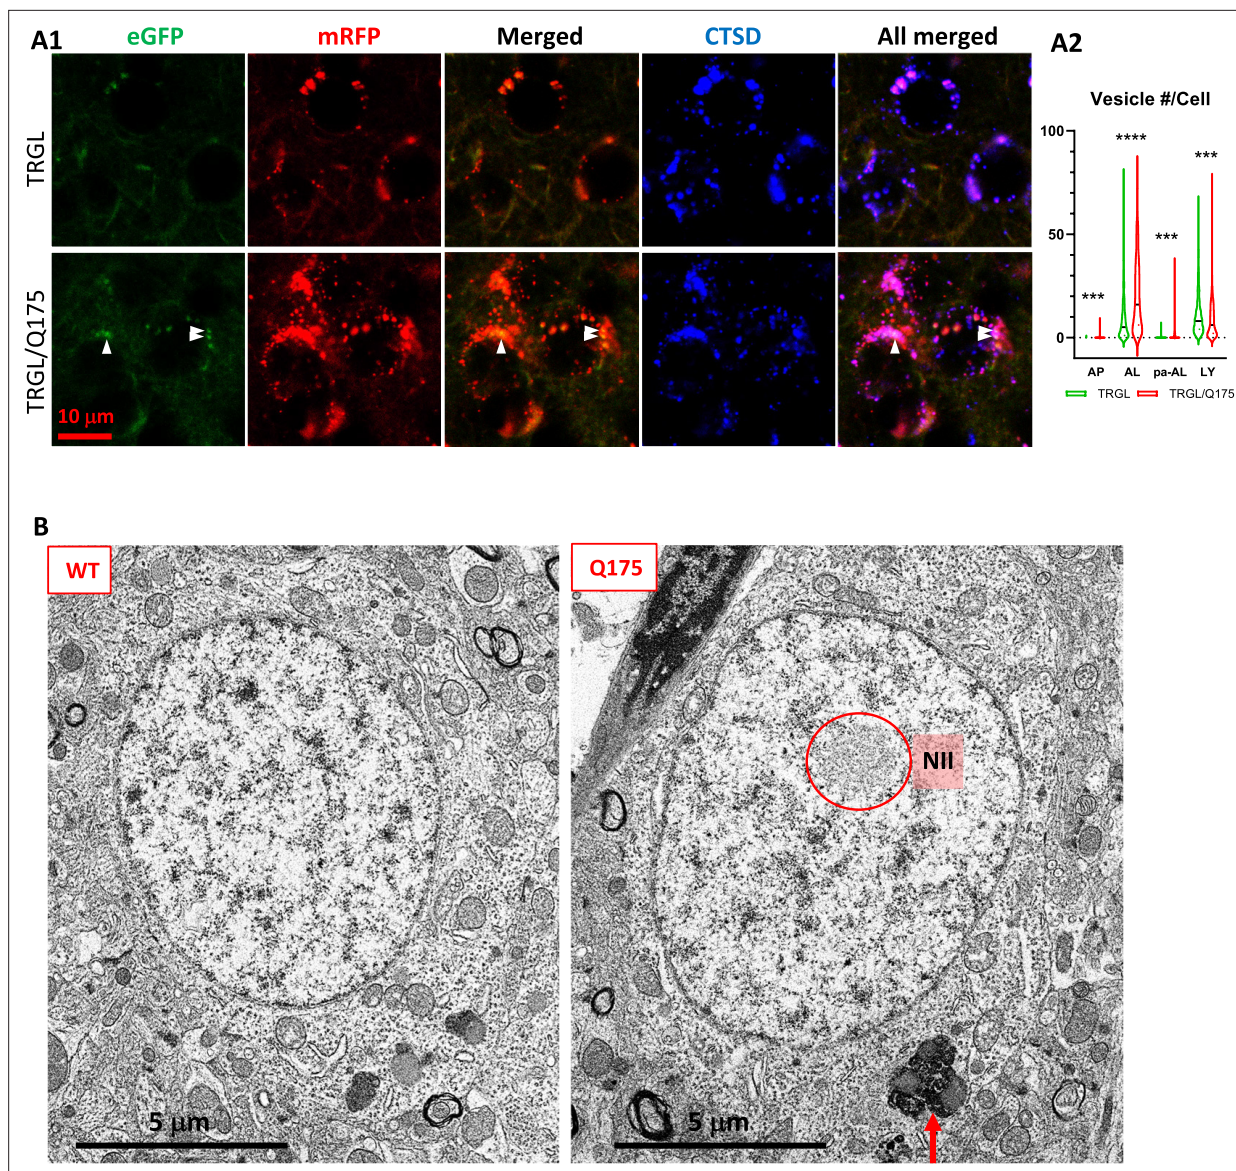 A1
eGFP
mRFP
Merged
CTSD
All merged
A2
TRGL
TRGL/Q175
10 µm
Vesicle #/Cell
100
50
0
***
****
***
***
AP
AL
pa-AL
LY
TRGL
TRGL/Q175
B
WT
Q175
NII
5 µm
5 µm